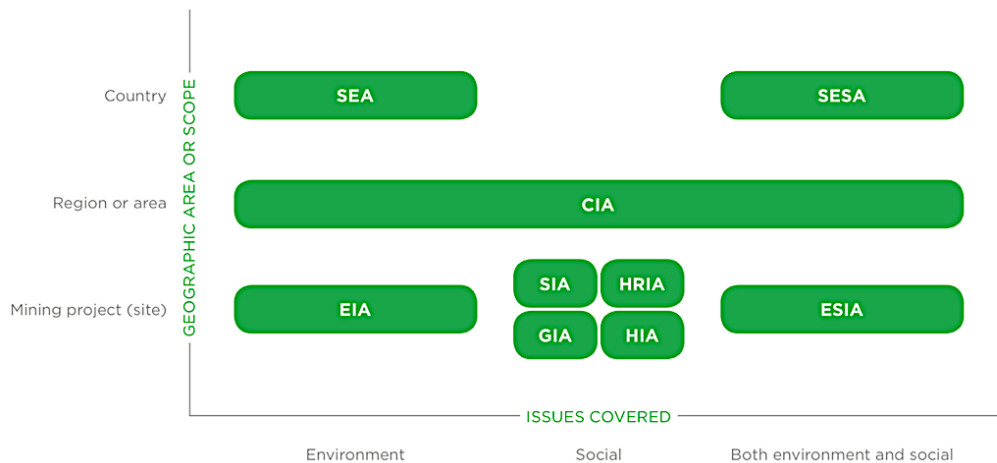 GEOGRAPHIC AREA OR SCOPE
Country
SEA
SESA
Region or area
CIA
Mining project (site)
EIA
SIA
HRIA
GIA
HIA
ESIA
ISSUES COVERED
Environment
Social
Both environment and social